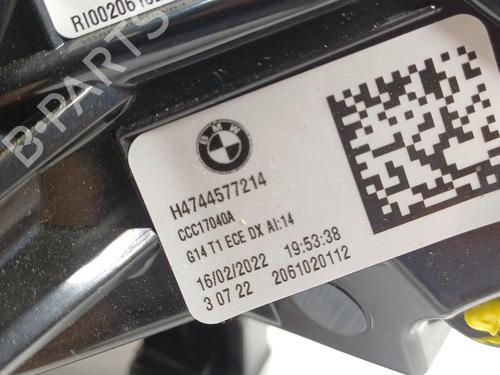 RI002061
B-PARTS
BMW
H4744577214
CCC17040A
G14 T1 ECE DX AI:14
16/02/2022 19:53:38
3 07 22 2061020112